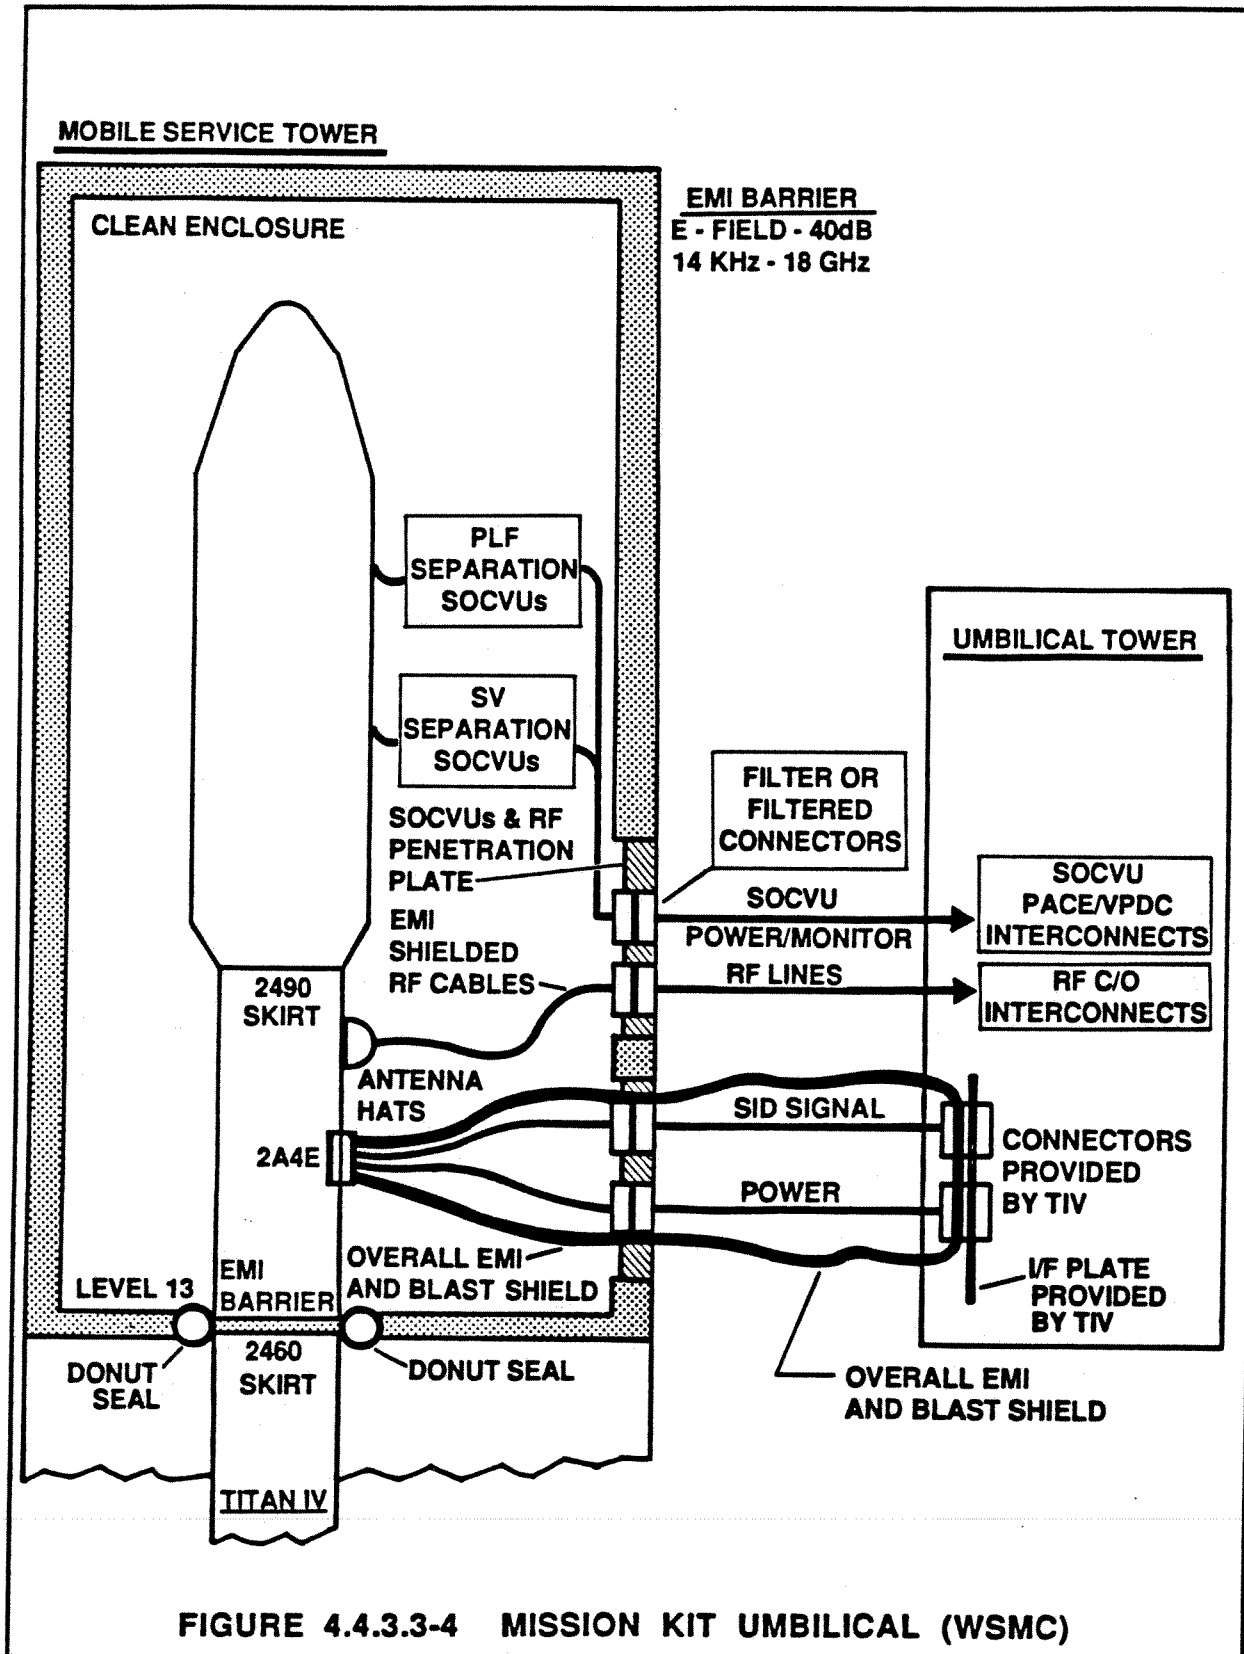 MOBILE SERVICE TOWER
CLEAN ENCLOSURE
EMI BARRIER
E - FIELD - 40dB
14 KHz - 18 GHz
PLF
SEPARATION
SOCVUs
SV
SEPARATION
SOCVUs
UMBILICAL TOWER
FILTER OR
FILTERED
CONNECTORS
SOCVUs & RF
PENETRATION
PLATE
EMI
SHIELDED
RF CABLES
SOCVU
POWER/MONITOR
RF LINES
SOCVU
PACE/VPDC
INTERCONNECTS
RF C/O
INTERCONNECTS
2490
SKIRT
ANTENNA
HATS
2A4E
SID SIGNAL
POWER
CONNECTORS
PROVIDED
BY TIV
I/F PLATE
PROVIDED
BY TIV
OVERALL EMI
AND BLAST SHIELD
LEVEL 13
EMI
BARRIER
DONUT
SEAL
2460
SKIRT
DONUT SEAL
OVERALL EMI
AND BLAST SHIELD
TITAN IV
FIGURE 4.4.3.3-4 MISSION KIT UMBILICAL (WSMC)